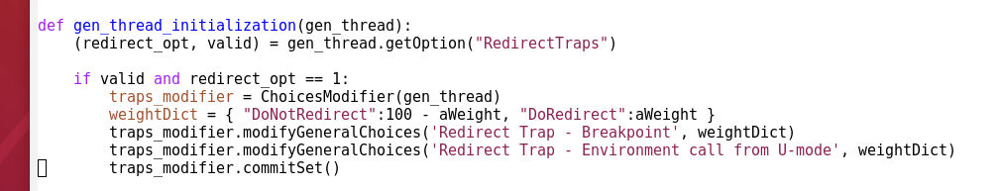 def gen_thread_initialization(gen_thread):
    (redirect_opt, valid) = gen_thread.getOption("RedirectTraps")

    if valid and redirect_opt == 1:
        traps_modifier = ChoicesModifier(gen_thread)
        weightDict = { "DoNotRedirect":100 - aWeight, "DoRedirect":aWeight }
        traps_modifier.modifyGeneralChoices('Redirect Trap - Breakpoint', weightDict)
        traps_modifier.modifyGeneralChoices('Redirect Trap - Environment call from U-mode', weightDict)
        traps_modifier.commitSet()